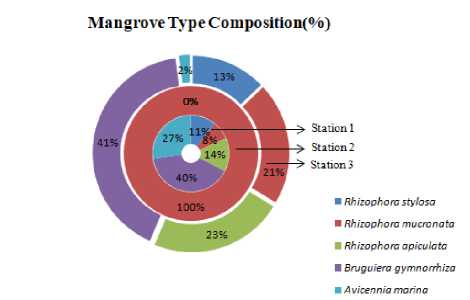 Mangrove Type Composition(%)
2%
13%
0%
11%
Station 1
8%
41%
27%
14%
Station 2
Station 3
21%
40%
100%
23%
Rhizophora stylosa
Rhizophora mucronata
Rhizophora apiculata
Bruguiera gymnorrhiza
Avicennia marina